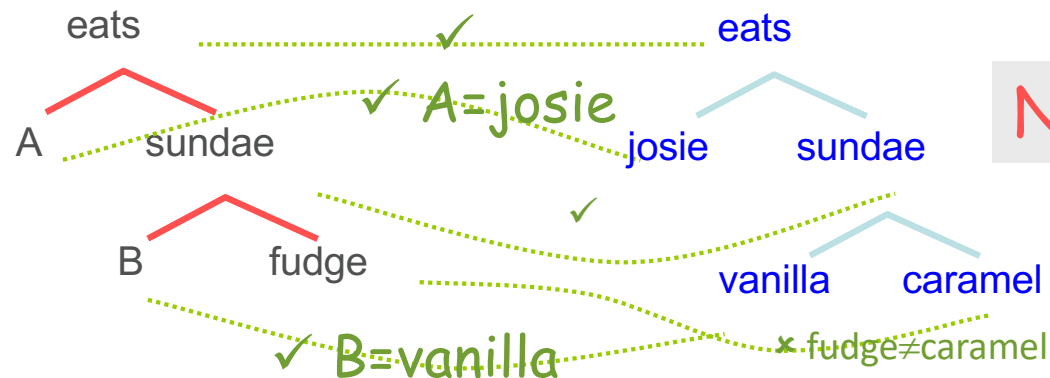 eats ✓ eats
✓ A=josie
A sundae josie sundae
✓
B fudge vanilla caramel
✓ B=vanilla ✘ fudge≠caramel